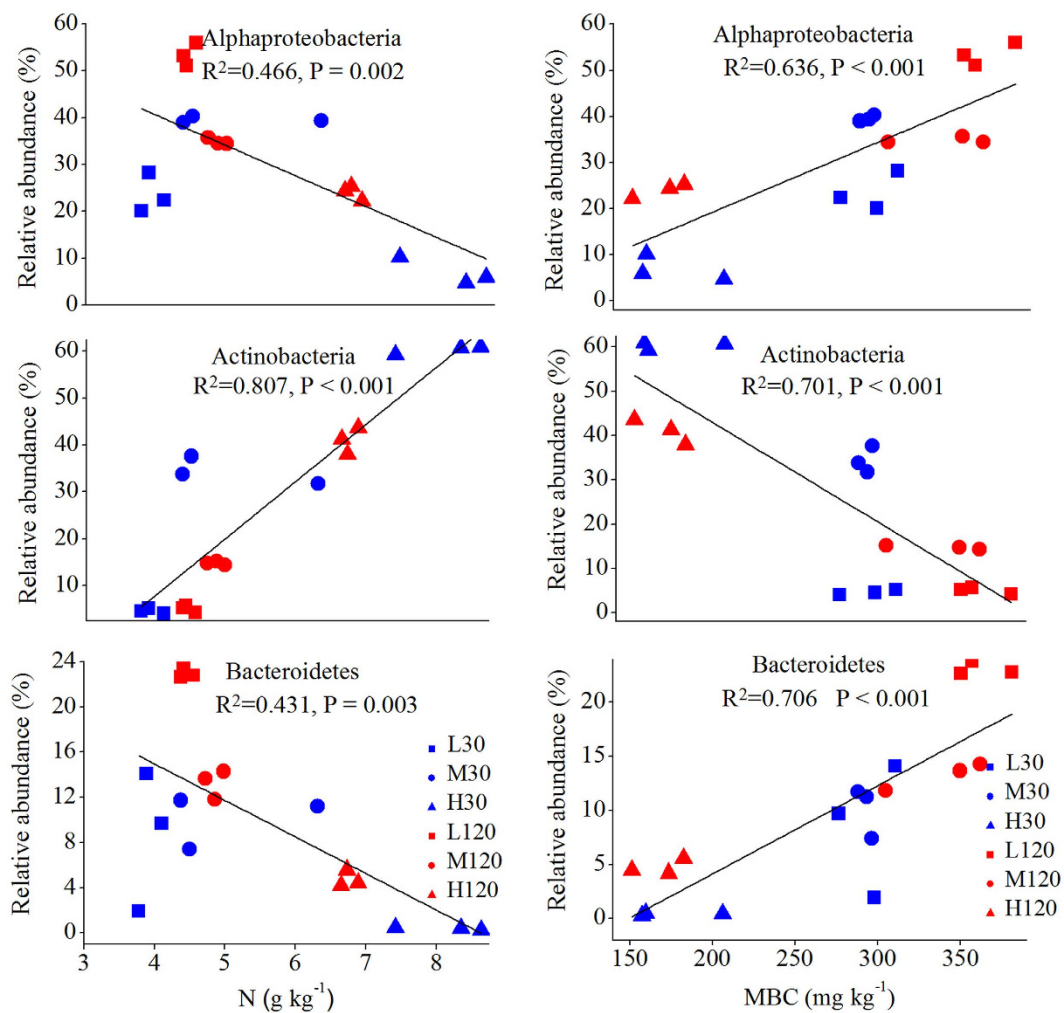 Relative abundance (%)
60
50
40
30
20
10
0
Alphaproteobacteria
R²=0.466, P = 0.002
Relative abundance (%)
60
50
40
30
20
10
0
Alphaproteobacteria
R²=0.636, P < 0.001
Relative abundance (%)
60
50
40
30
20
10
Actinobacteria
R²=0.807, P < 0.001
Relative abundance (%)
60
50
40
30
20
10
0
Actinobacteria
R²=0.701, P < 0.001
Relative abundance (%)
24
20
16
12
8
4
0
Bacteroidetes
R²=0.431, P = 0.003
L30
M30
H30
L120
M120
H120
3 4 5 6 7 8
N (g kg⁻¹)
Relative abundance (%)
20
15
10
5
0
Bacteroidetes
R²=0.706 P < 0.001
L30
M30
H30
L120
M120
H120
150 200 250 300 350
MBC (mg kg⁻¹)